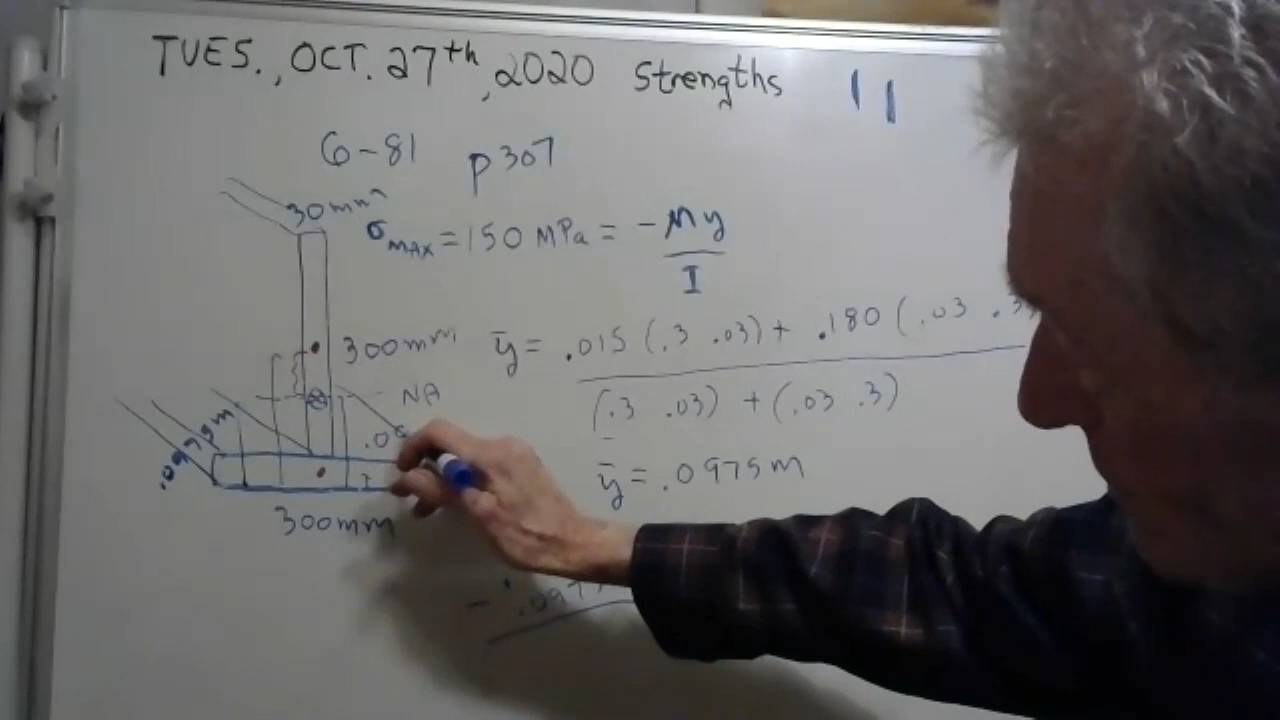 TUES., OCT. 27th, 2020 Strengths 11
6-81 p307
30mm
σMAX = 150 MPa = - My
I
300mm
ȳ = .015 (.3 .03) + .180 (.03 .3
(.3 .03) + (.03 .3)
NA
.0975m
ȳ = .0975m
300mm